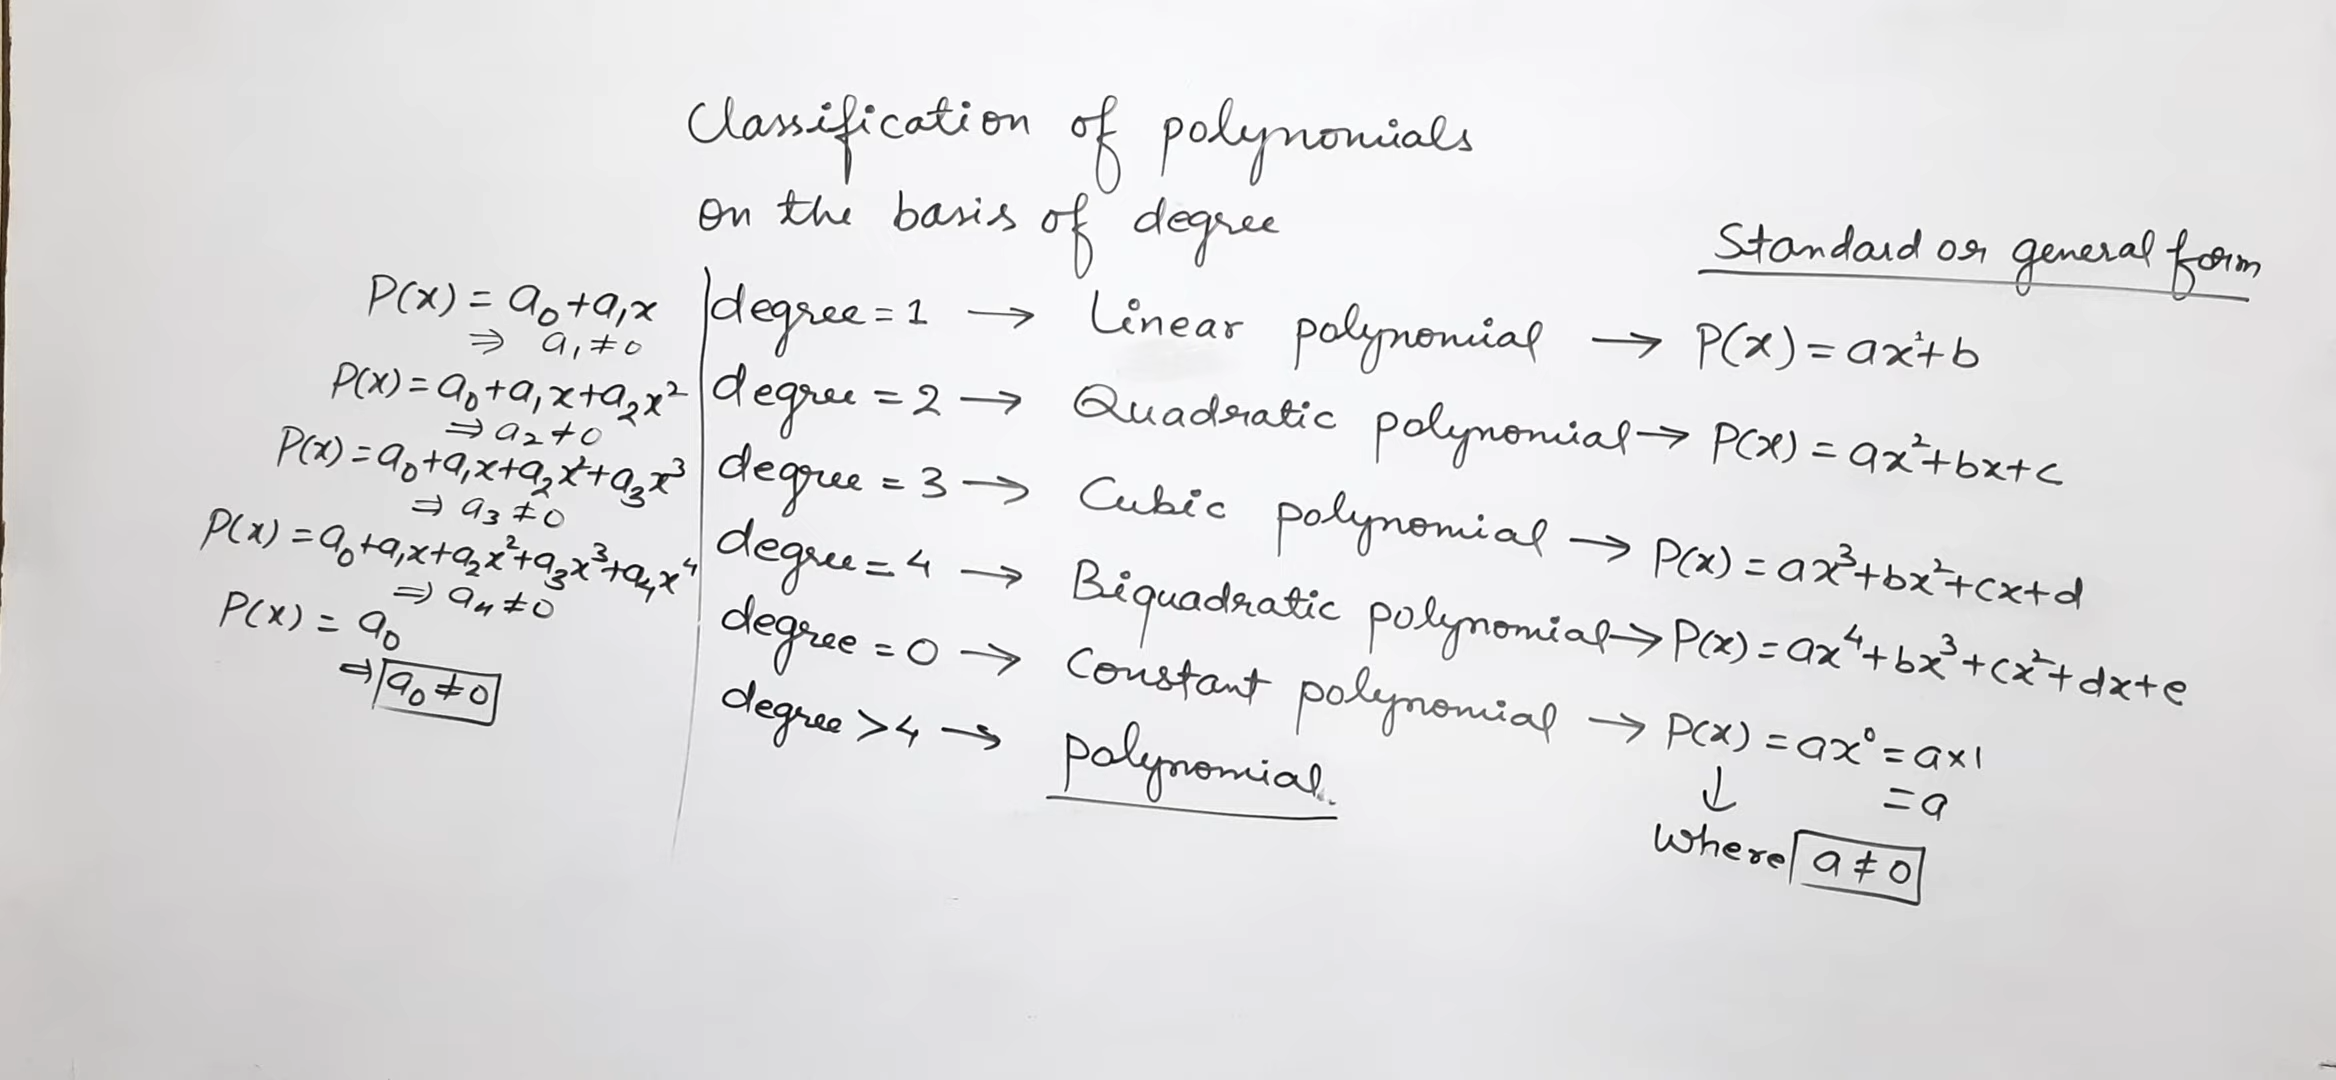 Classification of polynomials
on the basis of degree
Standard or general form
P(x) = a₀+a₁x
⇒ a₁≠0
degree = 1 → Linear polynomial → P(x) = ax¹+b
P(x) = a₀+a₁x+a₂x²
⇒ a₂≠0
degree = 2 → Quadratic polynomial → P(x) = ax²+bx+c
P(x) = a₀+a₁x+a₂x²+a₃x³
⇒ a₃≠0
degree = 3 → Cubic polynomial → P(x) = ax³+bx²+cx+d
P(x) = a₀+a₁x+a₂x²+a₃x³+a₄x⁴
⇒ a₄≠0
degree = 4 → Biquadratic polynomial → P(x) = ax⁴+bx³+cx²+dx+e
P(x) = a₀
⇒ a₀≠0
degree = 0 → Constant polynomial → P(x) = ax⁰ = a×1
= a
↓
where a≠0
degree > 4 → polynomial.